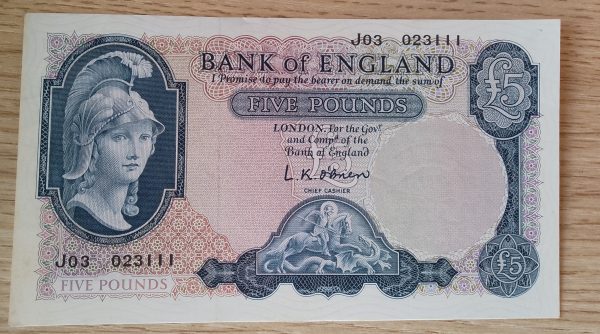 J03 023111
BANK OF ENGLAND
I Promise to pay the bearer on demand the sum of
FIVE POUNDS
£5
LONDON, For the Govr.
and Compa. of the
Bank of England
£5
L.K. O'Brien
CHIEF CASHIER
J03 023111
FIVE POUNDS
£5